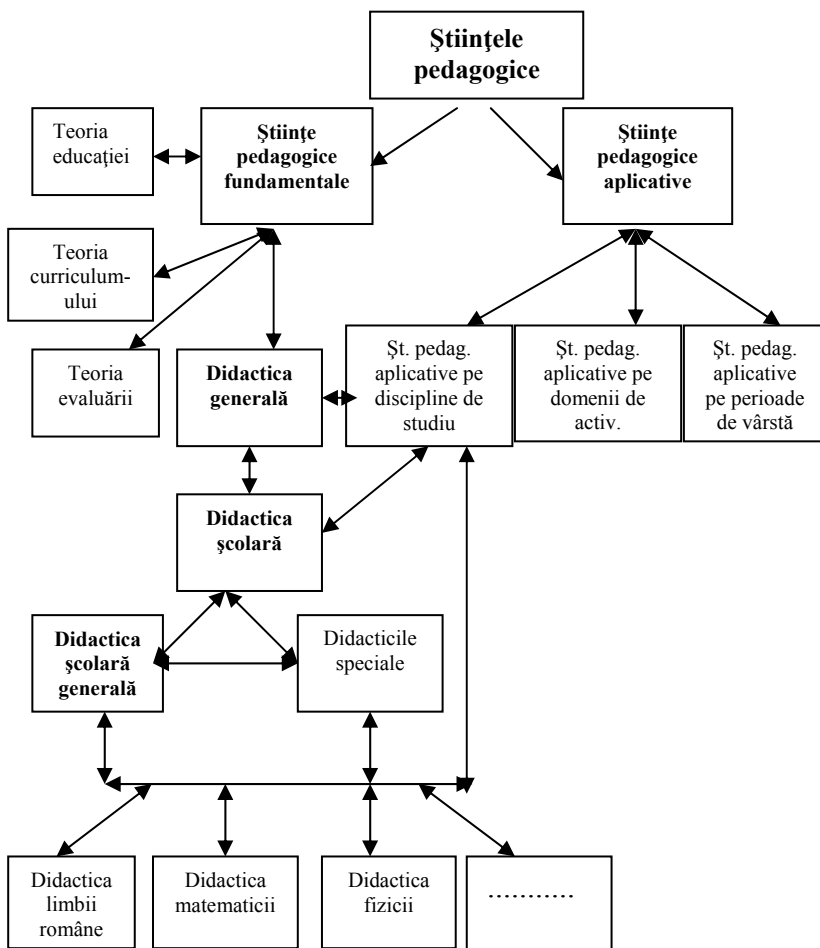 Ştiinţele
pedagogice
Teoria
educaţiei
Ştiinţe
pedagogice
fundamentale
Ştiinţe
pedagogice
aplicative
Teoria
curriculum-
ului
Teoria
evaluării
Didactica
generală
Şt. pedag.
aplicative pe
discipline de
studiu
Şt. pedag.
aplicative pe
domenii de
activ.
Şt. pedag.
aplicative
pe perioade
de vârstă
Didactica
şcolară
Didactica
şcolară
generală
Didacticile
speciale
Didactica
limbii
române
Didactica
matematicii
Didactica
fizicii
...........